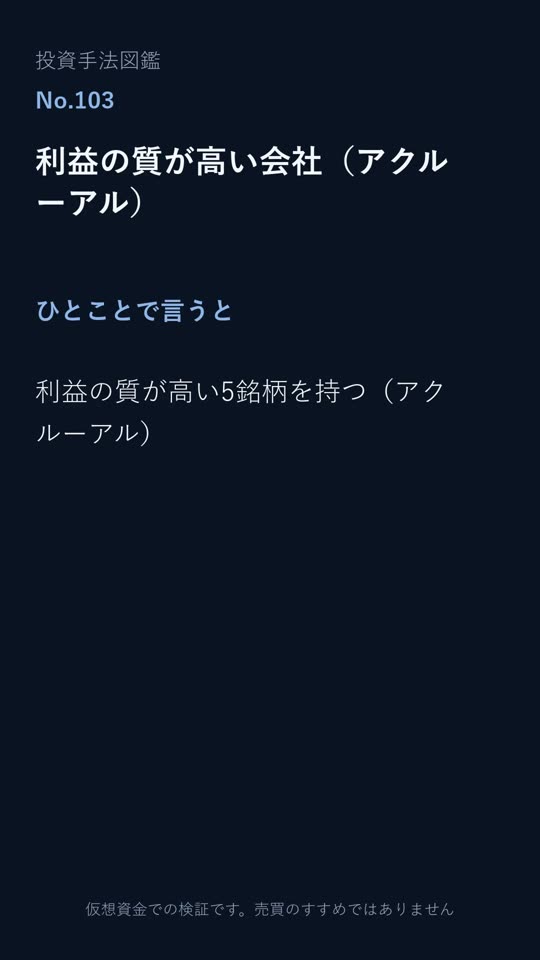 投資手法図鑑
No.103
利益の質が高い会社（アクル
ーアル）
ひとことで言うと
利益の質が高い5銘柄を持つ（アク
ルーアル）
仮想資金での検証です。売買のすすめではありません